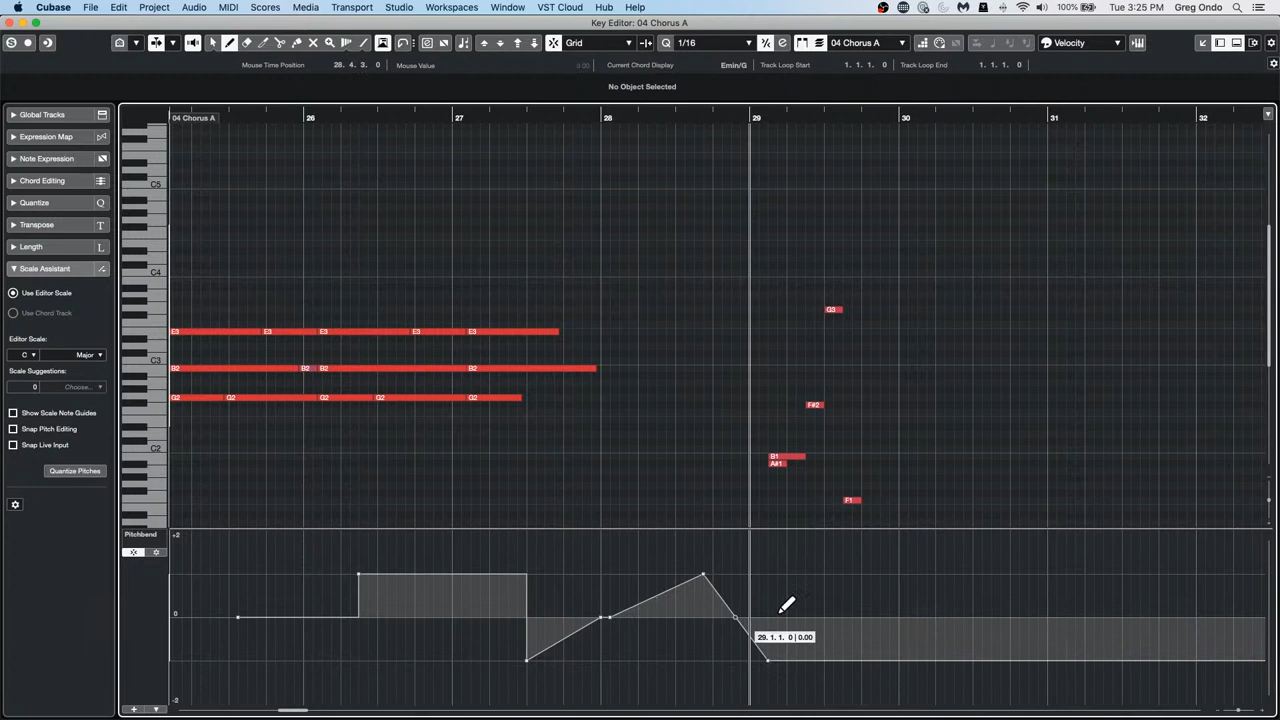 Cubase File Edit Project Audio MIDI Scores Media Transport Studio Workspaces Window VST Cloud Hub Help 100% Tue 3:25 PM Greg Ondo
Key Editor: 04 Chorus A
Grid 1/16 04 Chorus A Velocity
Mouse Time Position 28. 4. 3. 0 Mouse Value 0.00 Current Chord Display Emin/G Track Loop Start 1. 1. 1. 0 Track Loop End 1. 1. 1. 0
No Object Selected
Global Tracks
04 Chorus A 26 27 28 29 30 31 32
Expression Map
Note Expression
Chord Editing
C5
Quantize
Transpose
Length
Scale Assistant
C4
Use Editor Scale
Use Chord Track
G3
E3 E3 E3 E3 E3
Editor Scale:
C Major
C3
B2 B2 B2 B2
Scale Suggestions:
0 Choose...
G2 G2 G2 G2 G2
F#2
Show Scale Note Guides
Snap Pitch Editing
Snap Live Input
C2
B1
A#1
Quantize Pitches
F1
Pitchbend
+2
0
29. 1. 1. 0 | 0.00
-2